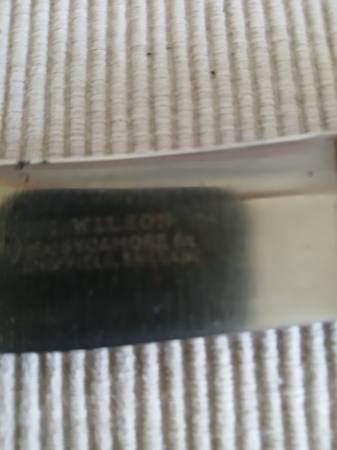 WILSON
SYCAMORE St.
SHEFFIELD, ENGLAND